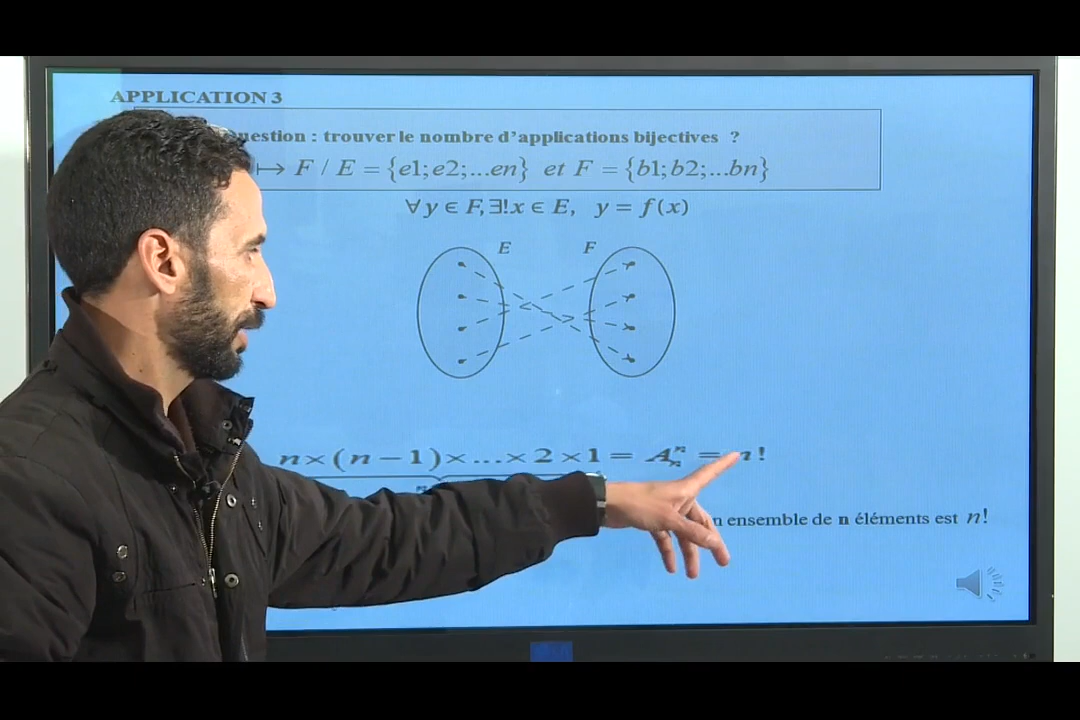 APPLICATION 3
uestion : trouver le nombre d'applications bijectives ?
↦ F / E = {e1;e2;...en} et F = {b1;b2;...bn}
∀y ∈ F,∃!x ∈ E, y = f(x)
E F
n×(n−1)×...×2×1 = Aₙⁿ = n!
n ensemble de n éléments est n!